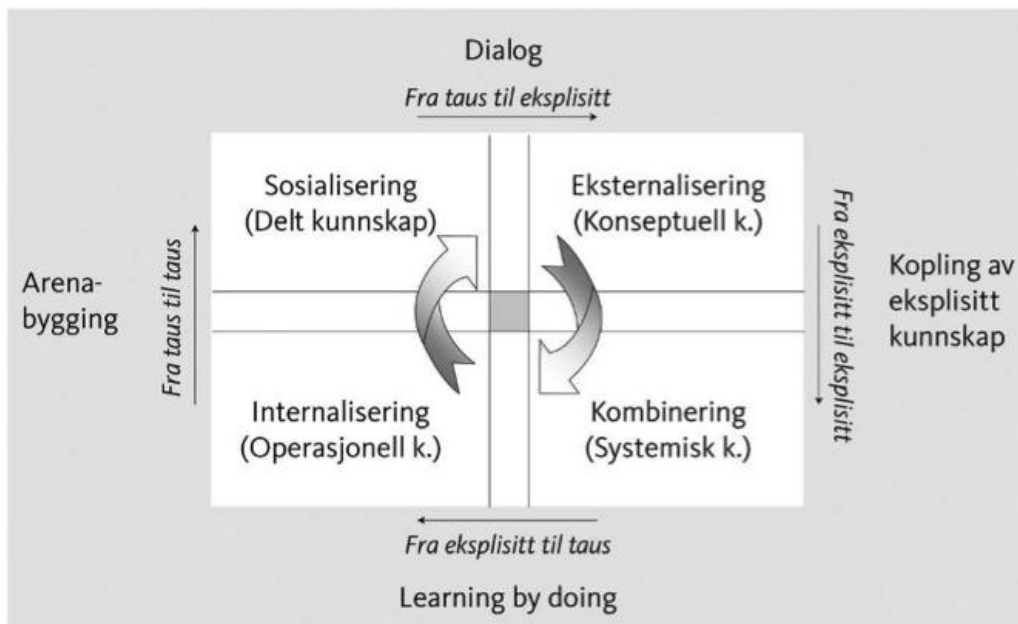 Dialog
Fra taus til eksplisitt
Sosialisering
(Delt kunnskap)
Eksternalisering
(Konseptuell k.)
Arena-
bygging
Fra taus til taus
Fra eksplisitt til eksplisitt
Kopling av
eksplisitt
kunnskap
Internalisering
(Operasjonell k.)
Kombinering
(Systemisk k.)
Fra eksplisitt til taus
Learning by doing